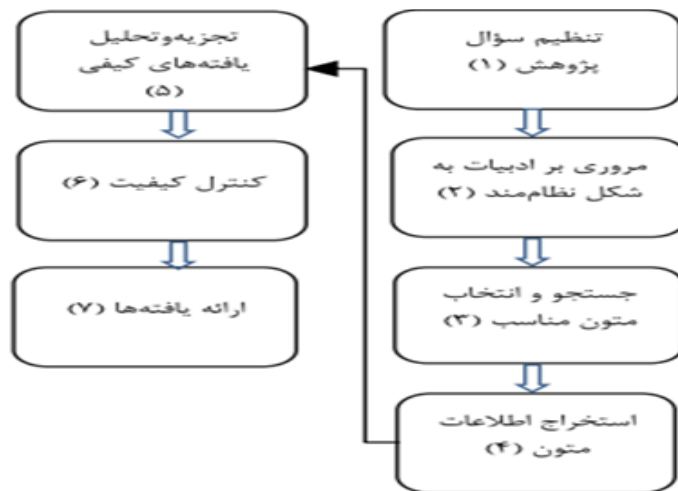 تنظیم سؤال
پژوهش (۱)
مروری بر ادبیات به
شکل نظام‌مند (۲)
جستجو و انتخاب
متون مناسب (۳)
استخراج اطلاعات
متون (۴)
تجزیه‌وتحلیل
یافته‌های کیفی
(۵)
کنترل کیفیت (۶)
ارائه یافته‌ها (۷)